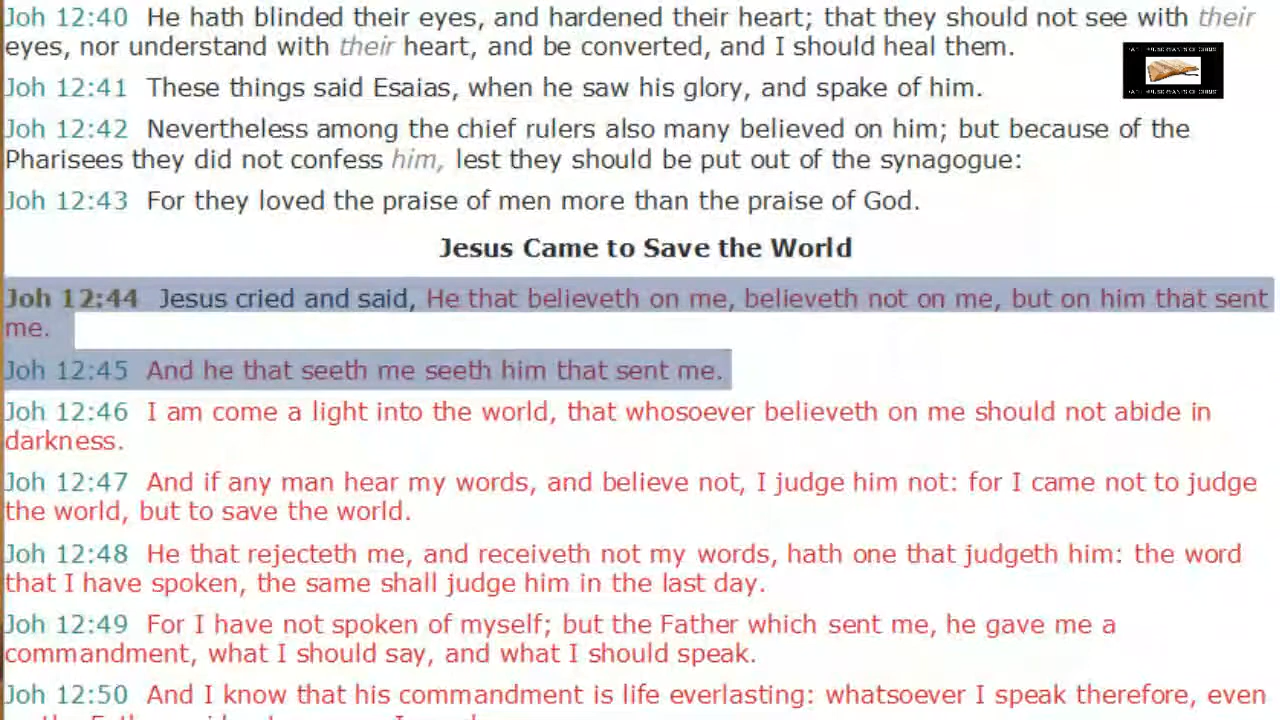 Joh 12:40 He hath blinded their eyes, and hardened their heart; that they should not see with their
eyes, nor understand with their heart, and be converted, and I should heal them.
Joh 12:41 These things said Esaias, when he saw his glory, and spake of him.
Joh 12:42 Nevertheless among the chief rulers also many believed on him; but because of the
Pharisees they did not confess him, lest they should be put out of the synagogue:
Joh 12:43 For they loved the praise of men more than the praise of God.
Jesus Came to Save the World
Joh 12:44 Jesus cried and said, He that believeth on me, believeth not on me, but on him that sent
me.
Joh 12:45 And he that seeth me seeth him that sent me.
Joh 12:46 I am come a light into the world, that whosoever believeth on me should not abide in
darkness.
Joh 12:47 And if any man hear my words, and believe not, I judge him not: for I came not to judge
the world, but to save the world.
Joh 12:48 He that rejecteth me, and receiveth not my words, hath one that judgeth him: the word
that I have spoken, the same shall judge him in the last day.
Joh 12:49 For I have not spoken of myself; but the Father which sent me, he gave me a
commandment, what I should say, and what I should speak.
Joh 12:50 And I know that his commandment is life everlasting: whatsoever I speak therefore, even